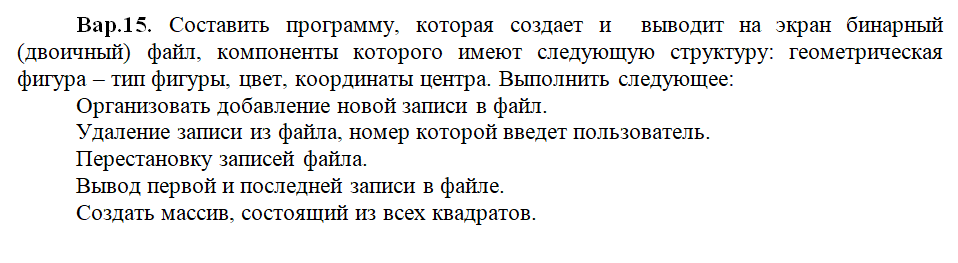 Вар.15. Составить программу, которая создает и выводит на экран бинарный
(двоичный) файл, компоненты которого имеют следующую структуру: геометрическая
фигура – тип фигуры, цвет, координаты центра. Выполнить следующее:
Организовать добавление новой записи в файл.
Удаление записи из файла, номер которой введет пользователь.
Перестановку записей файла.
Вывод первой и последней записи в файле.
Создать массив, состоящий из всех квадратов.